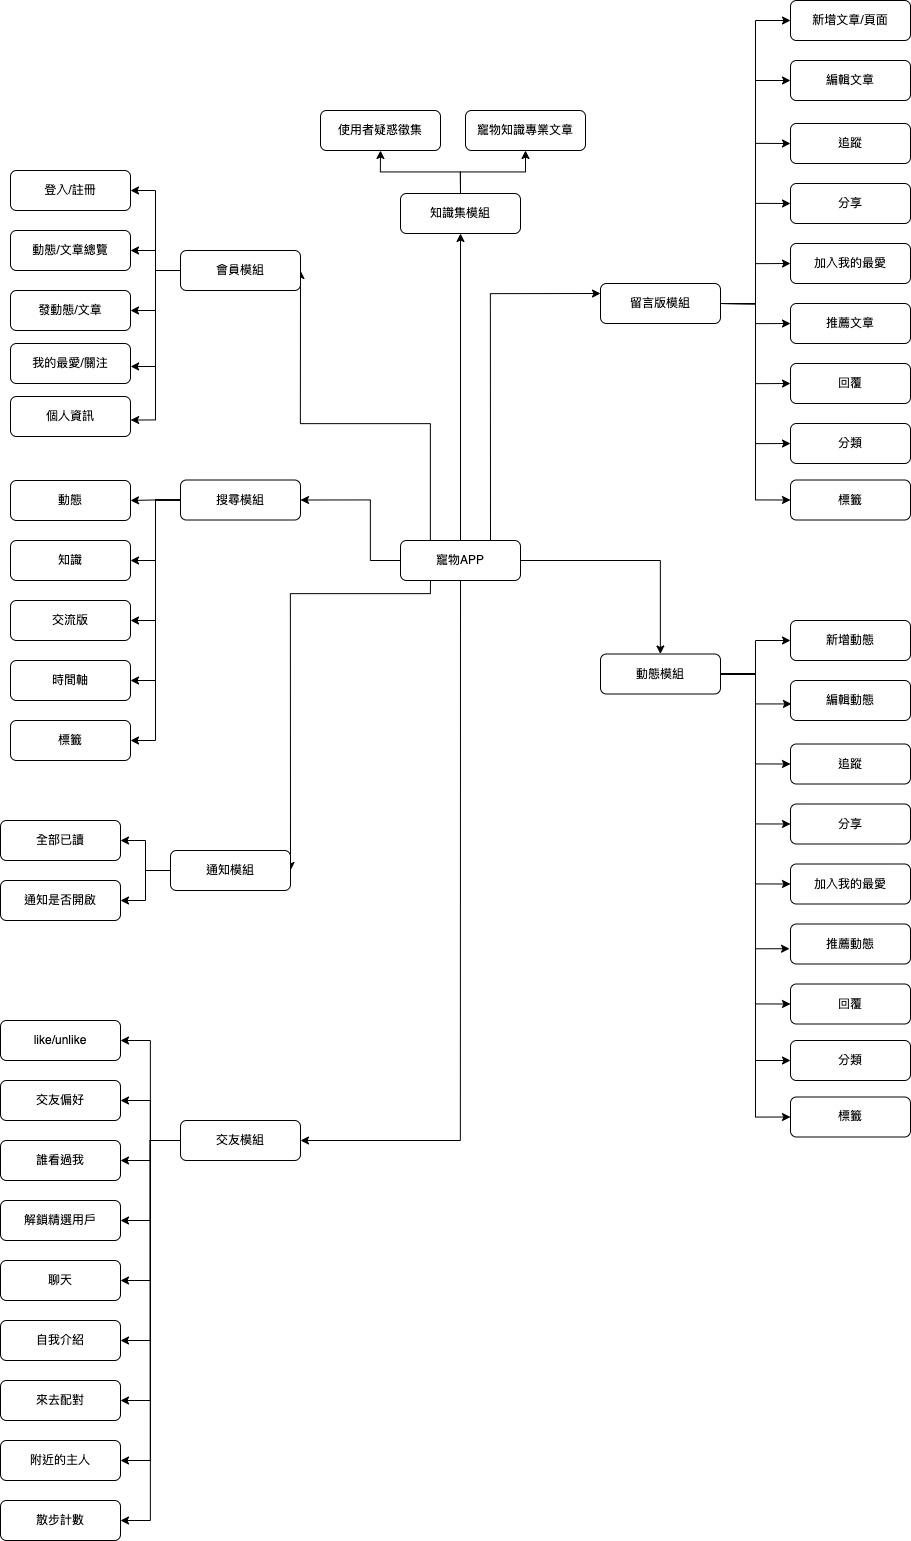 新增文章/頁面
編輯文章
追蹤
分享
加入我的最愛
推薦文章
回覆
分類
標籤
留言版模組
使用者疑惑徵集
寵物知識專業文章
知識集模組
登入/註冊
動態/文章總覽
發動態/文章
我的最愛/關注
個人資訊
會員模組
動態
知識
交流版
時間軸
標籤
搜尋模組
寵物APP
動態模組
新增動態
編輯動態
追蹤
分享
加入我的最愛
推薦動態
回覆
分類
標籤
全部已讀
通知是否開啟
通知模組
like/unlike
交友偏好
誰看過我
解鎖精選用戶
聊天
自我介紹
來去配對
附近的主人
散步計數
交友模組